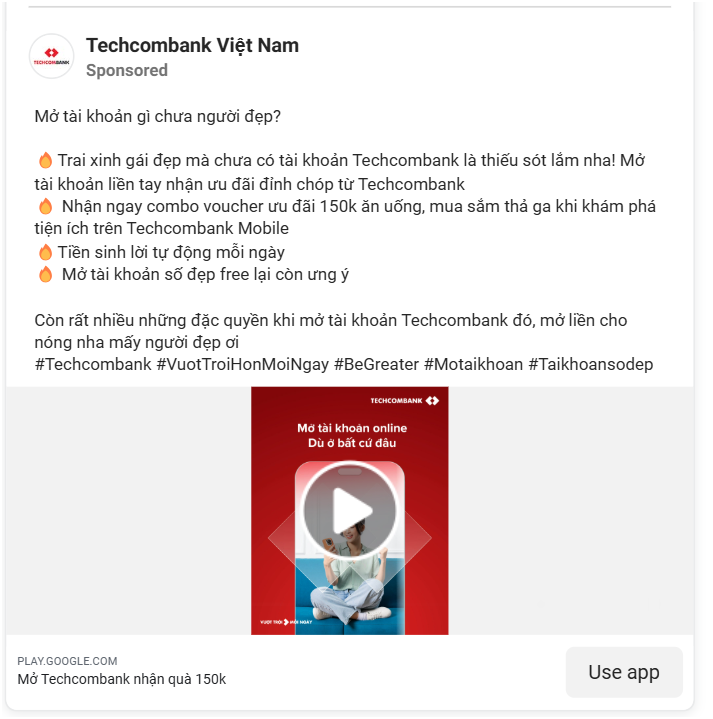 TECHCOMBANK
Techcombank Việt Nam
Sponsored
Mở tài khoản gì chưa người đẹp?
🔥Trai xinh gái đẹp mà chưa có tài khoản Techcombank là thiếu sót lắm nha! Mở
tài khoản liền tay nhận ưu đãi đỉnh chóp từ Techcombank
🔥 Nhận ngay combo voucher ưu đãi 150k ăn uống, mua sắm thả ga khi khám phá
tiện ích trên Techcombank Mobile
🔥Tiền sinh lời tự động mỗi ngày
🔥 Mở tài khoản số đẹp free lại còn ưng ý
Còn rất nhiều những đặc quyền khi mở tài khoản Techcombank đó, mở liền cho
nóng nha mấy người đẹp ơi
#Techcombank #VuotTroiHonMoiNgay #BeGreater #Motaikhoan #Taikhoansodep
TECHCOMBANK
Mở tài khoản online
Dù ở bất cứ đâu
VƯỢT TRỘI MỖI NGÀY
PLAY.GOOGLE.COM
Mở Techcombank nhận quà 150k
Use app